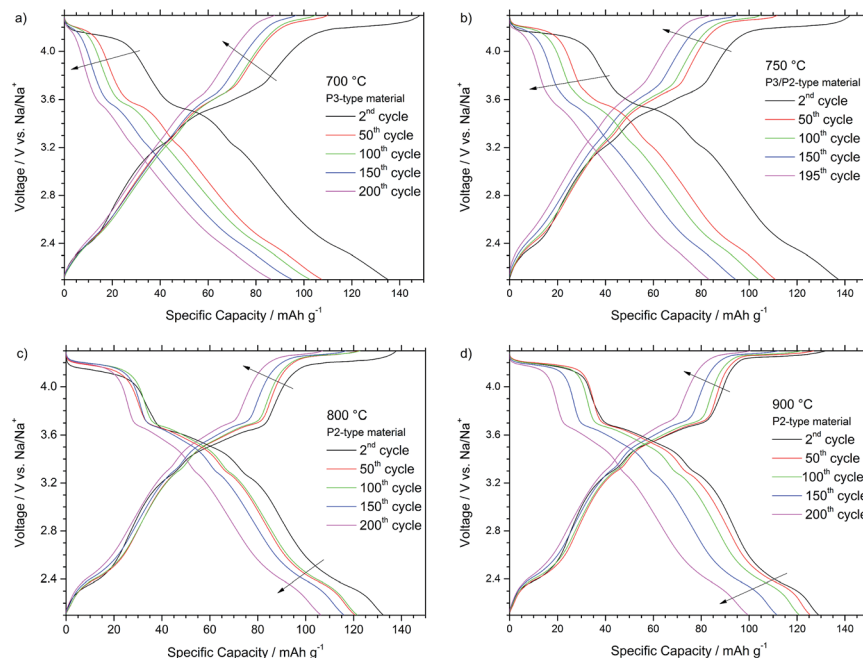 a)
4.0
3.6
3.2
2.8
2.4
Voltage / V vs. Na/Na⁺
0 20 40 60 80 100 120 140
Specific Capacity / mAh g⁻¹
700 °C
P3-type material
2ⁿᵈ cycle
50ᵗʰ cycle
100ᵗʰ cycle
150ᵗʰ cycle
200ᵗʰ cycle
b)
4.0
3.6
3.2
2.8
2.4
Voltage / V vs. Na/Na⁺
0 20 40 60 80 100 120 140
Specific Capacity / mAh g⁻¹
750 °C
P3/P2-type material
2ⁿᵈ cycle
50ᵗʰ cycle
100ᵗʰ cycle
150ᵗʰ cycle
195ᵗʰ cycle
c)
4.0
3.6
3.2
2.8
2.4
Voltage / V vs. Na/Na⁺
0 20 40 60 80 100 120 140
Specific Capacity / mAh g⁻¹
800 °C
P2-type material
2ⁿᵈ cycle
50ᵗʰ cycle
100ᵗʰ cycle
150ᵗʰ cycle
200ᵗʰ cycle
d)
4.0
3.6
3.2
2.8
2.4
Voltage / V vs. Na/Na⁺
0 20 40 60 80 100 120 140
Specific Capacity / mAh g⁻¹
900 °C
P2-type material
2ⁿᵈ cycle
50ᵗʰ cycle
100ᵗʰ cycle
150ᵗʰ cycle
200ᵗʰ cycle